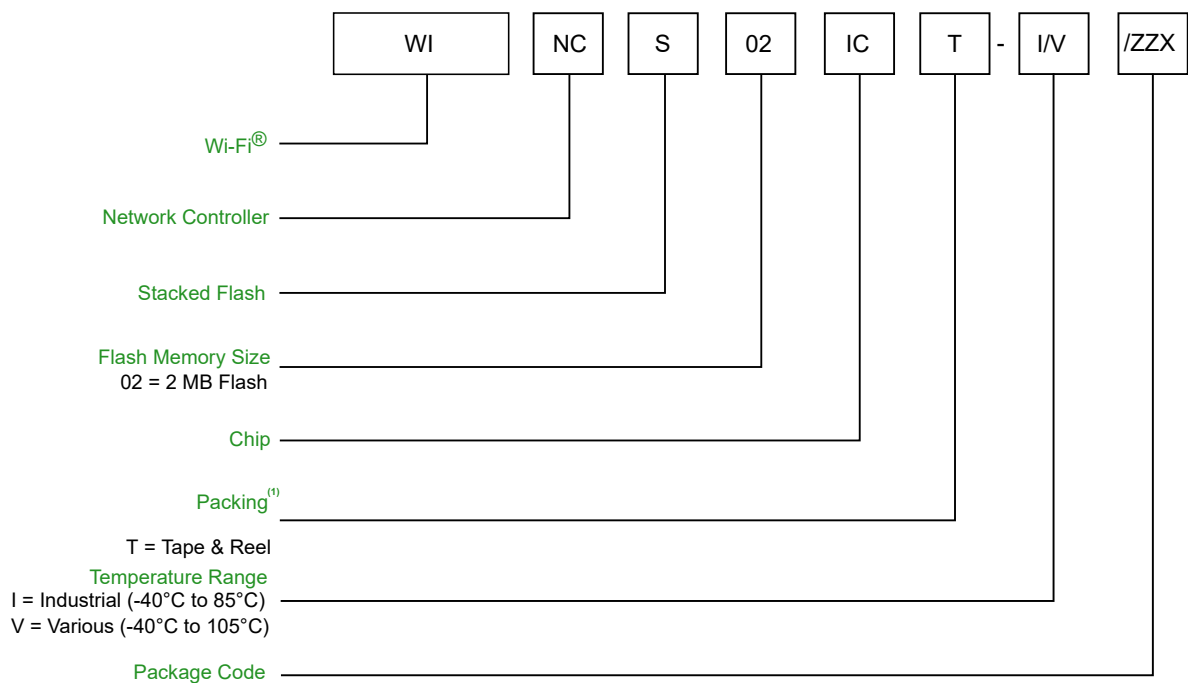 WI NC S 02 IC T - I/V /ZZX
Wi-Fi®
Network Controller
Stacked Flash
Flash Memory Size
02 = 2 MB Flash
Chip
Packing(1)
T = Tape & Reel
Temperature Range
I = Industrial (-40°C to 85°C)
V = Various (-40°C to 105°C)
Package Code